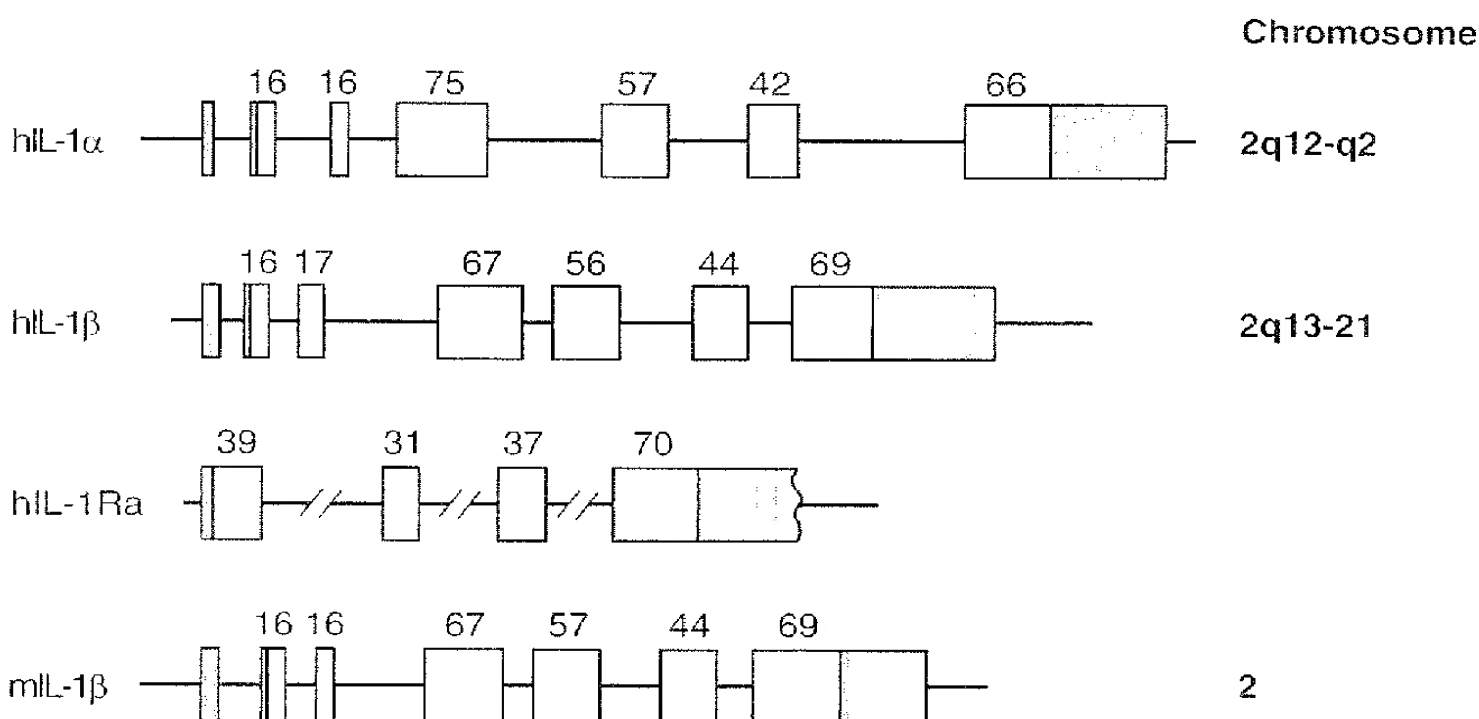 Chromosome
16 16 75 57 42 66
hIL-1α 2q12-q2
16 17 67 56 44 69
hIL-1β 2q13-21
39 31 37 70
hIL-1Ra
16 16 67 57 44 69
mIL-1β 2